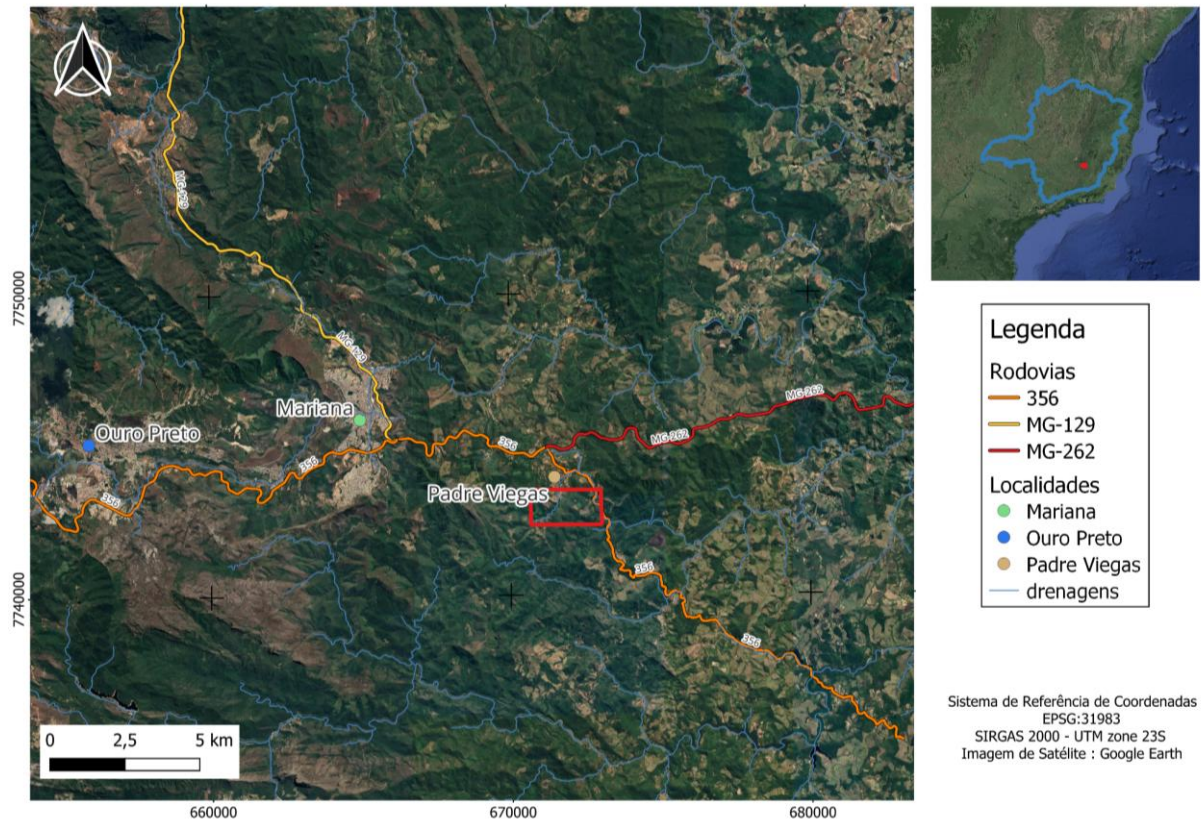 MG-129
7750000
MG-129
MG-262
Mariana
Ouro Preto
356
MG-262
356
356
Padre Viegas
7740000
356
356
0 2,5 5 km
660000 670000 680000
Legenda
Rodovias
356
MG-129
MG-262
Localidades
Mariana
Ouro Preto
Padre Viegas
drenagens
Sistema de Referência de Coordenadas
EPSG:31983
SIRGAS 2000 - UTM zone 23S
Imagem de Satélite : Google Earth